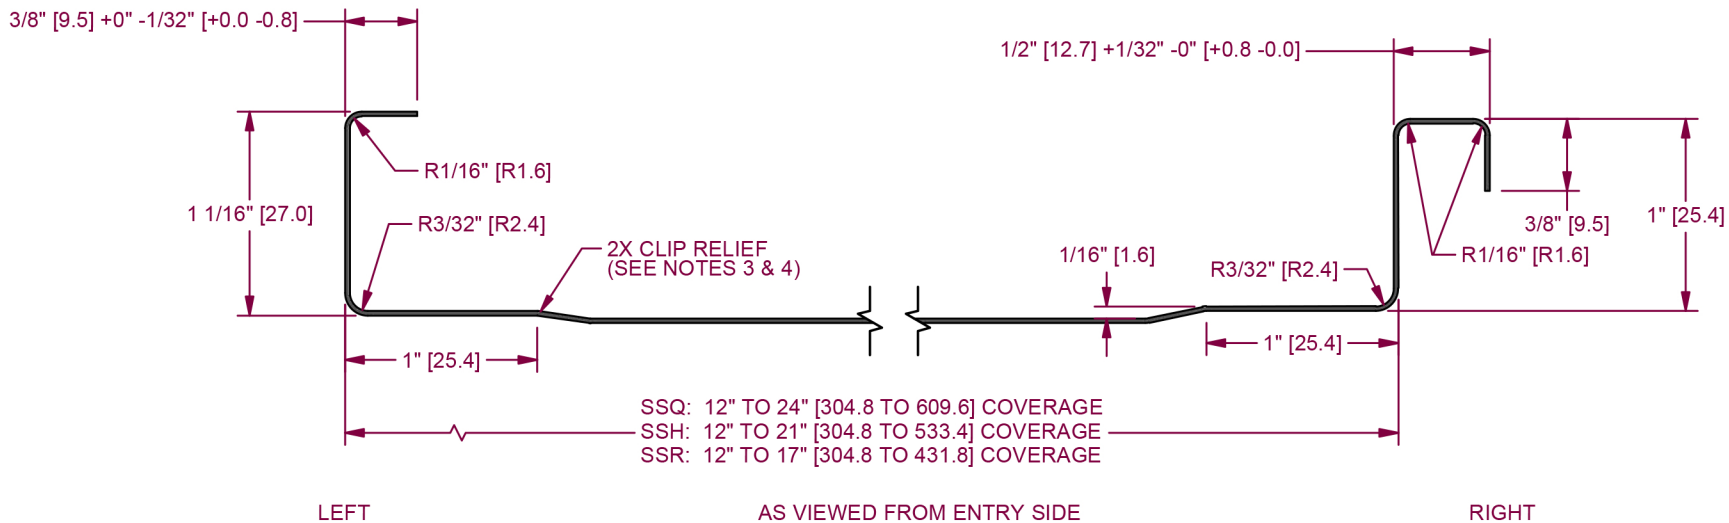 3/8" [9.5] +0" -1/32" [+0.0 -0.8]
1/2" [12.7] +1/32" -0" [+0.8 -0.0]
R1/16" [R1.6]
1 1/16" [27.0]
R3/32" [R2.4]
2X CLIP RELIEF
(SEE NOTES 3 & 4)
1/16" [1.6]
R3/32" [R2.4]
R1/16" [R1.6]
3/8" [9.5]
1" [25.4]
1" [25.4]
1" [25.4]
SSQ: 12" TO 24" [304.8 TO 609.6] COVERAGE
SSH: 12" TO 21" [304.8 TO 533.4] COVERAGE
SSR: 12" TO 17" [304.8 TO 431.8] COVERAGE
LEFT
AS VIEWED FROM ENTRY SIDE
RIGHT